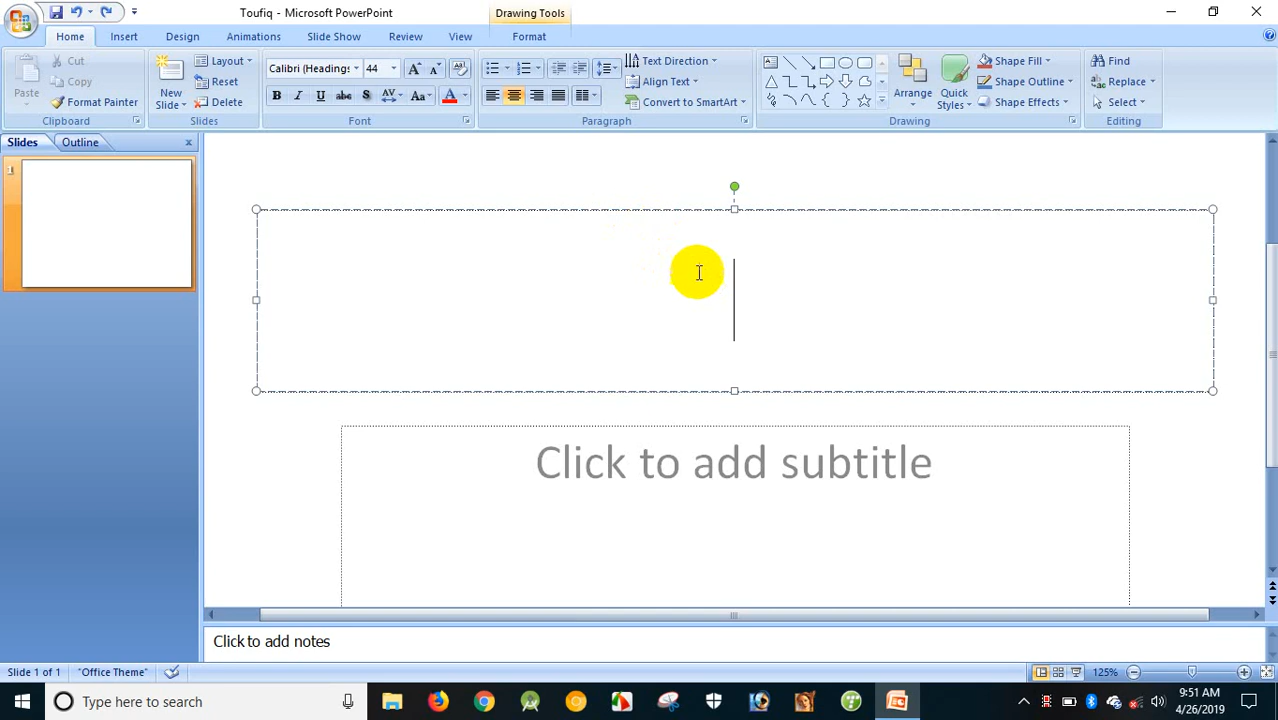 Toufiq - Microsoft PowerPoint
Drawing Tools
Home Insert Design Animations Slide Show Review View Format
Paste
Cut
Copy
Format Painter
Clipboard
New Slide
Layout
Reset
Delete
Slides
Calibri (Headings) 44
B I U abc S AV Aa A
Font
Text Direction
Align Text
Convert to SmartArt
Paragraph
Arrange
Quick Styles
Shape Fill
Shape Outline
Shape Effects
Drawing
Find
Replace
Select
Editing
Slides Outline
1
Click to add subtitle
Click to add notes
Slide 1 of 1 "Office Theme" 125%
Type here to search
9:51 AM
4/26/2019